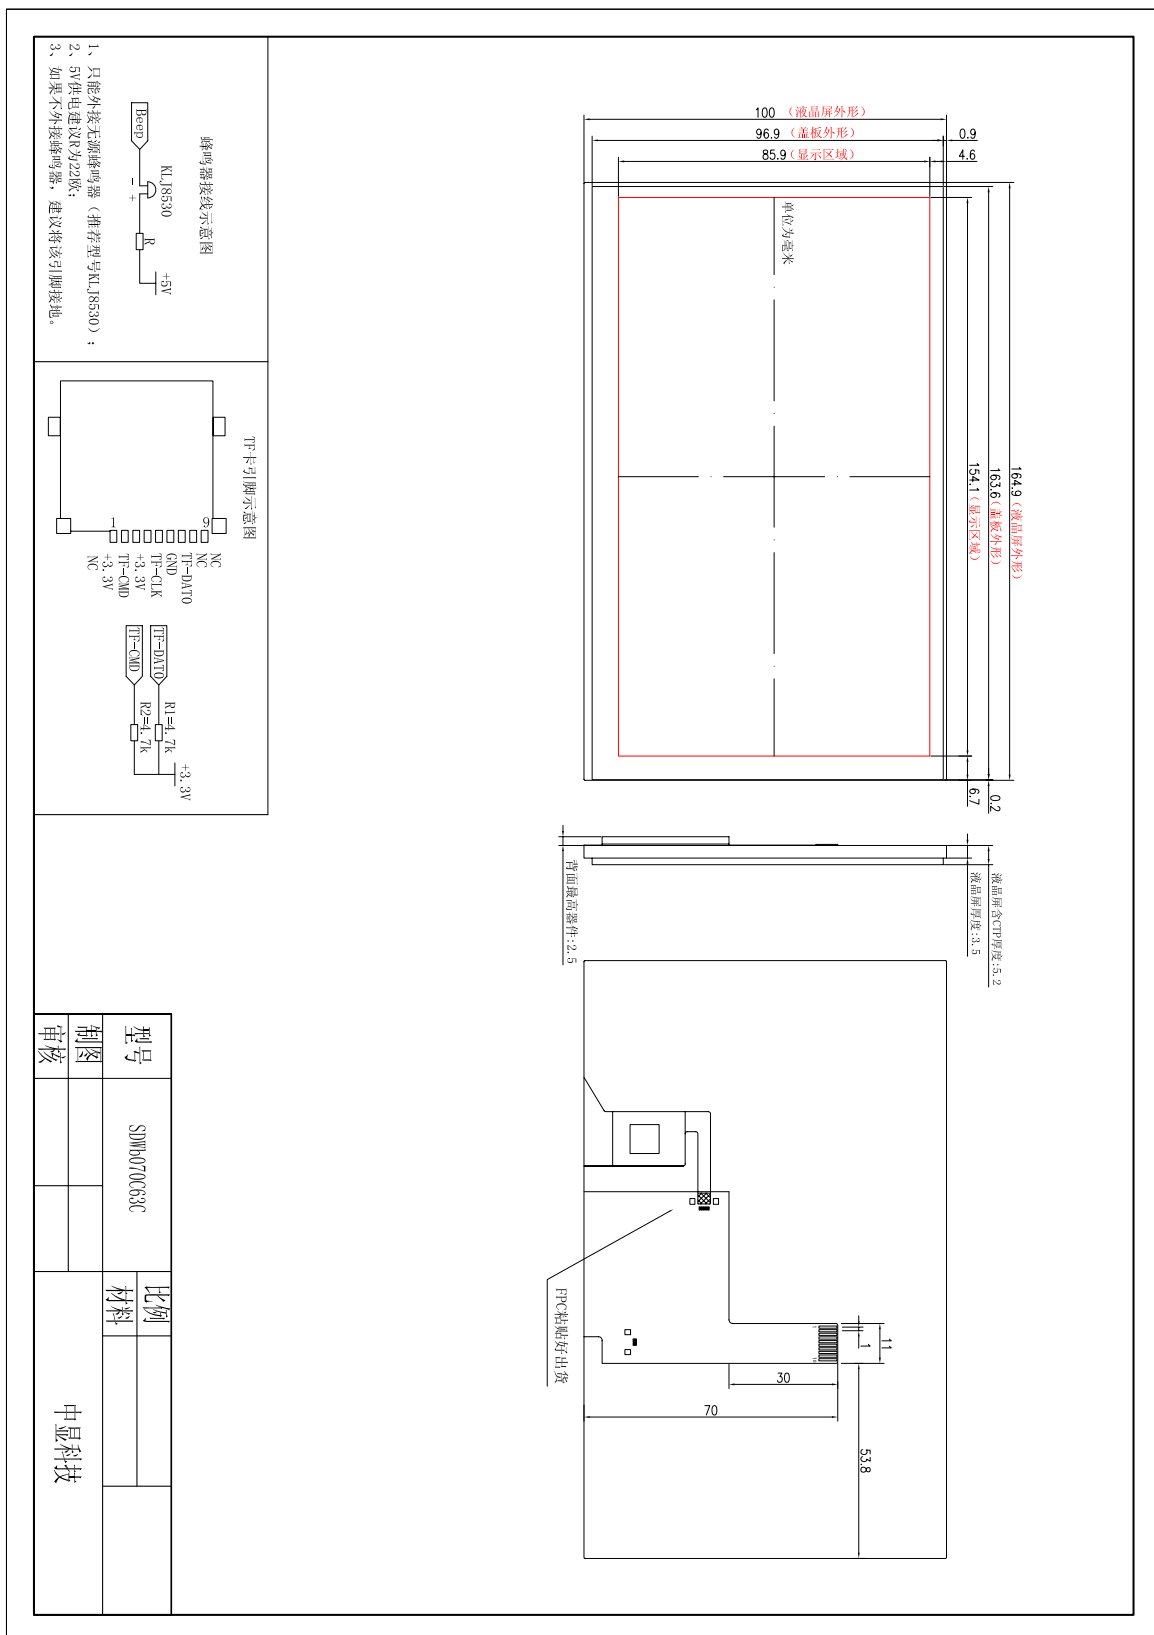 164.9（液晶屏外形）
163.6（盖板外形）
154.1（显示区域）
0.2
6.7
100 （液晶屏外形）
96.9（盖板外形）
85.9（显示区域）
0.9
4.6
单位为毫米
液晶屏含CTP厚度:5.2
液晶屏厚度:3.5
背面最高器件:2.5
11
1
30
70
53.8
FPC粘贴好出货
蜂鸣器接线示意图
KLJ8530
Beep
- +
R
+5V
1、只能外接无源蜂鸣器（推荐型号KLJ8530）;
2、5V供电建议R为22欧;
3、如果不外接蜂鸣器，建议将该引脚接地。
TF卡引脚示意图
9
1
NC
NC
TF-DAT0
GND
TF-CLK
+3.3V
TF-CMD
+3.3V
NC
TF-DAT0
TF-CMD
R1=4.7k
R2=4.7k
+3.3V
型号
SDWb070C63C
比例
材料
制图
审核
中显科技